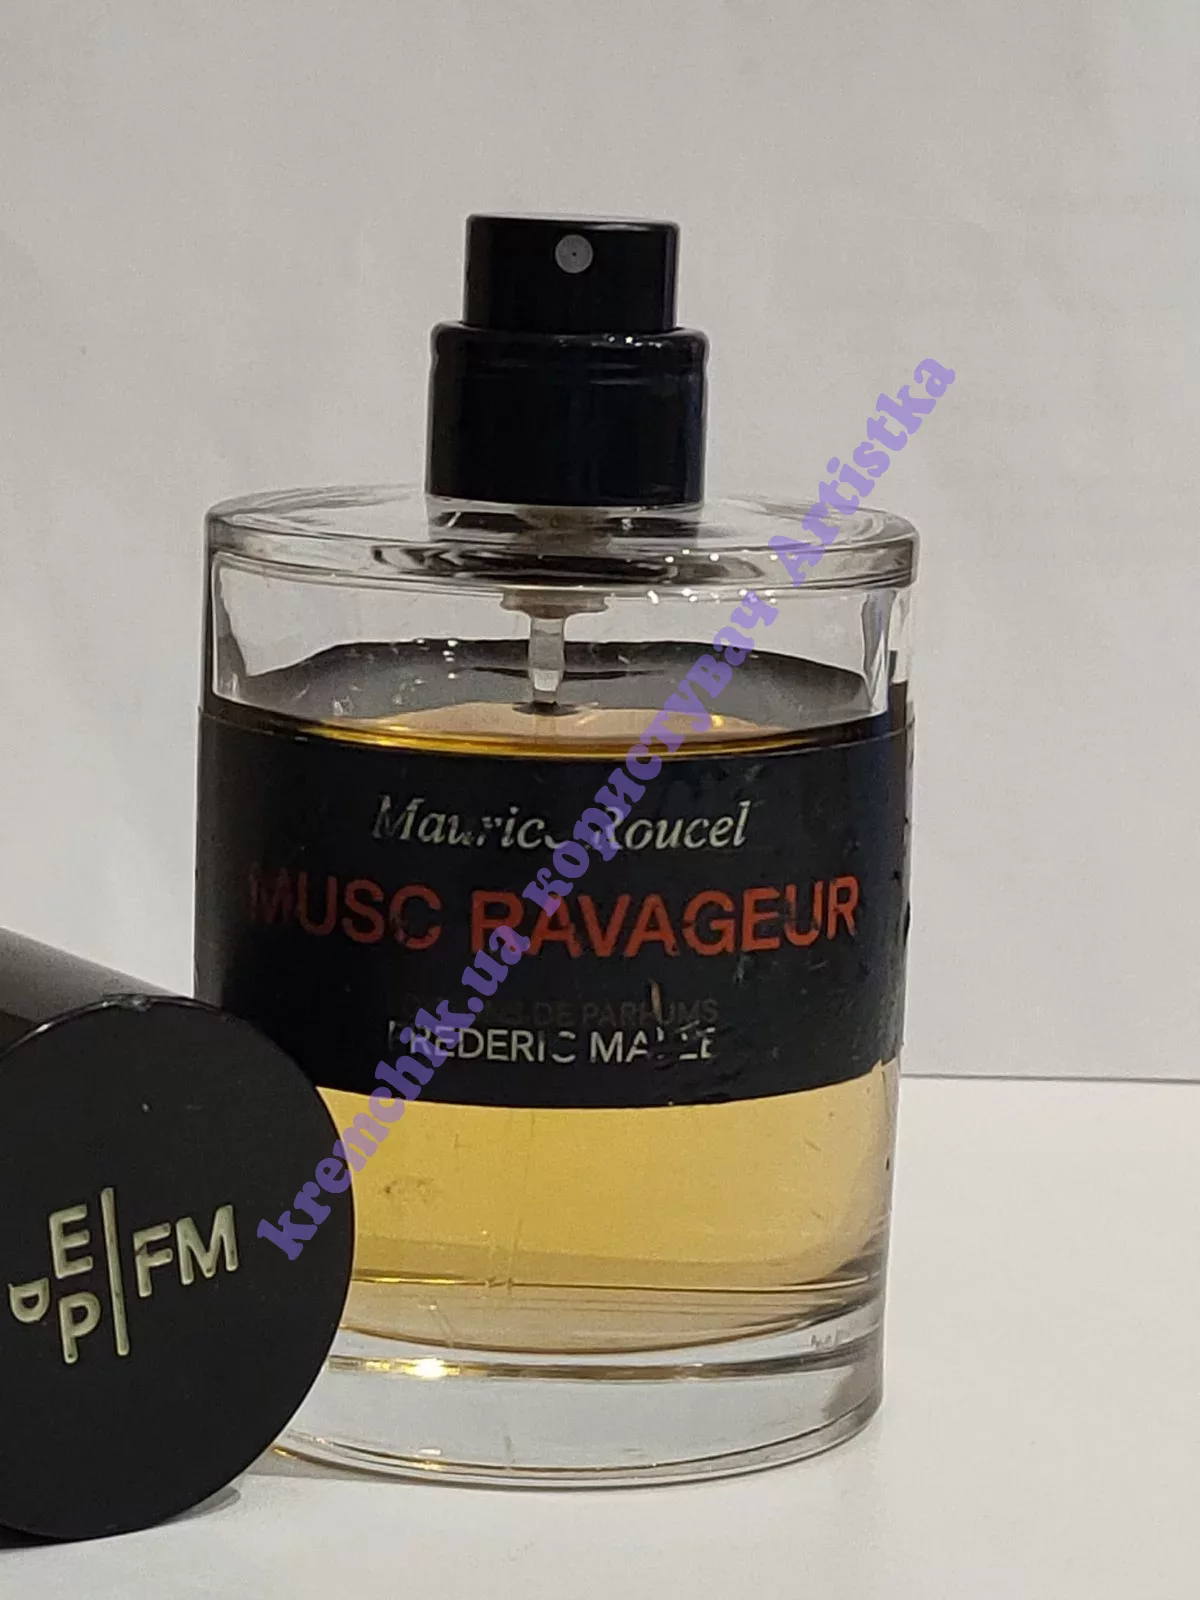 Maurice Roucel
MUSC RAVAGEUR
DE PARFUMS
FREDERIC MALLE
E
D
P
FM
kremchik.ua користувач Artistka